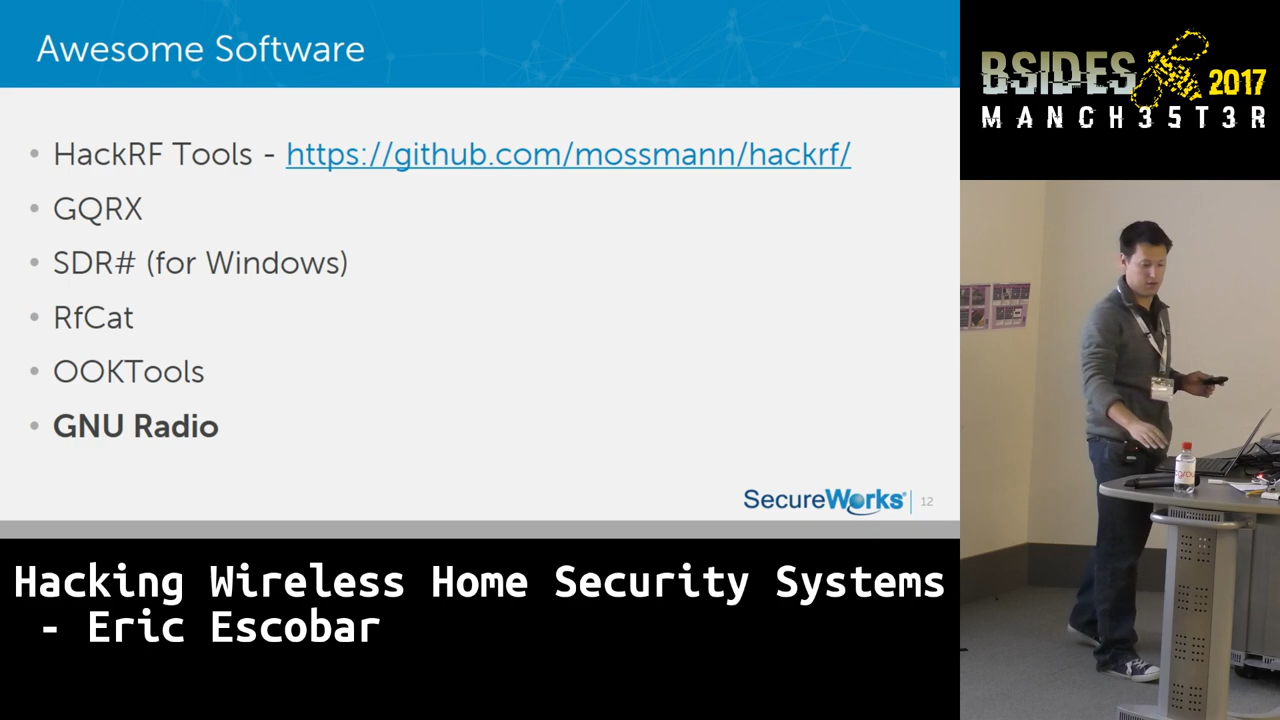 Awesome Software
BSIDES 2017
MANCH35T3R
• HackRF Tools - https://github.com/mossmann/hackrf/
• GQRX
• SDR# (for Windows)
• RfCat
• OOKTools
• GNU Radio
SecureWorks® | 12
Hacking Wireless Home Security Systems
- Eric Escobar